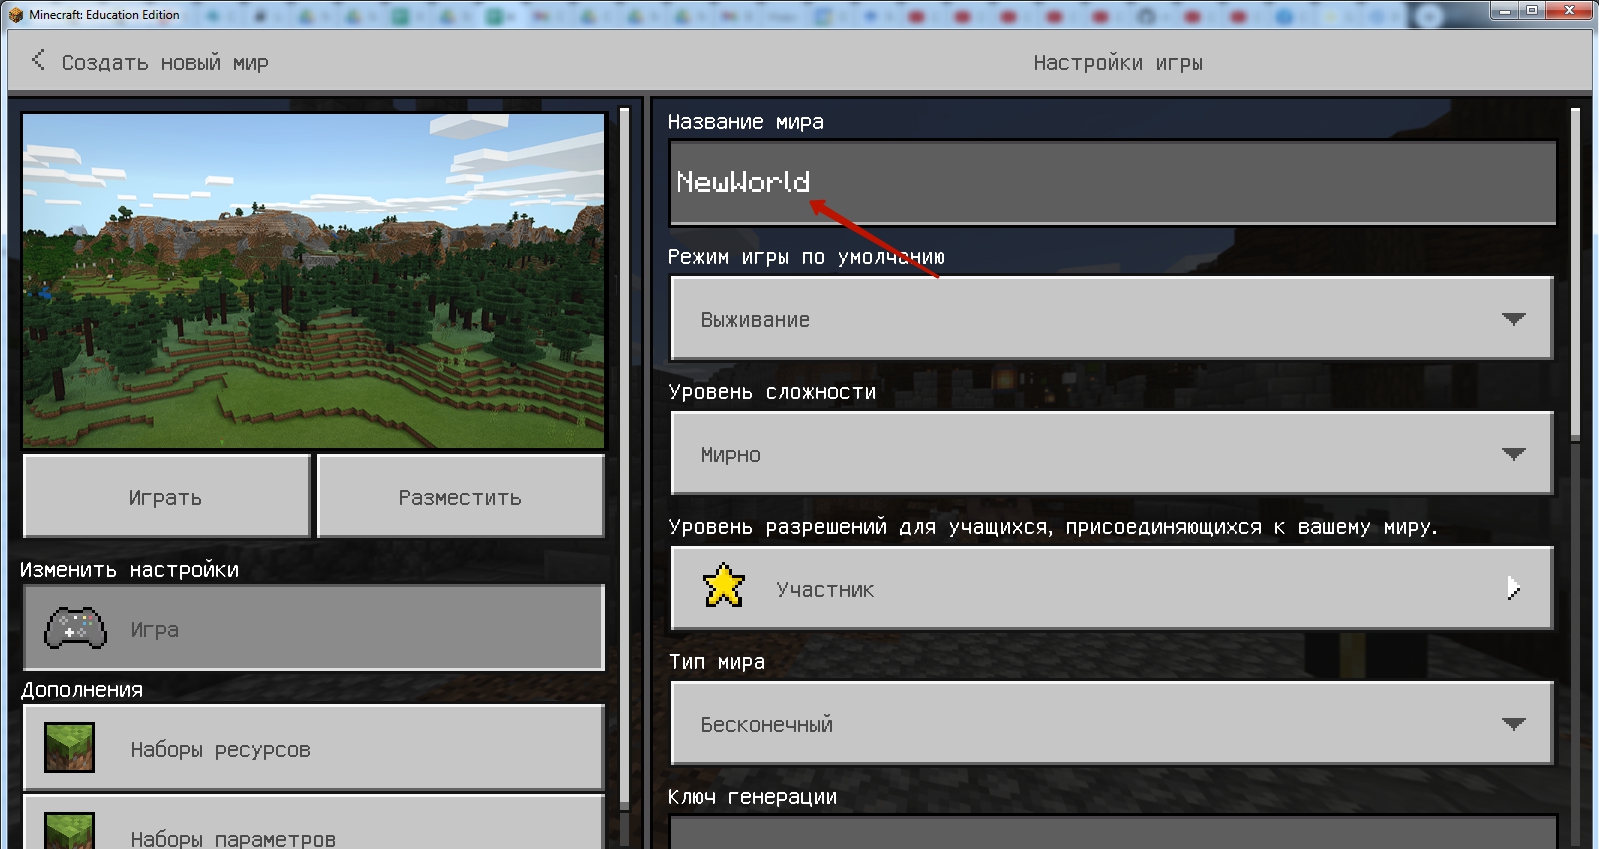 Minecraft: Education Edition
Создать новый мир
Настройки игры
Играть
Разместить
Изменить настройки
Игра
Дополнения
Наборы ресурсов
Наборы параметров
Название мира
NewWorld
Режим игры по умолчанию
Выживание
Уровень сложности
Мирно
Уровень разрешений для учащихся, присоединяющихся к вашему миру.
Участник
Тип мира
Бесконечный
Ключ генерации